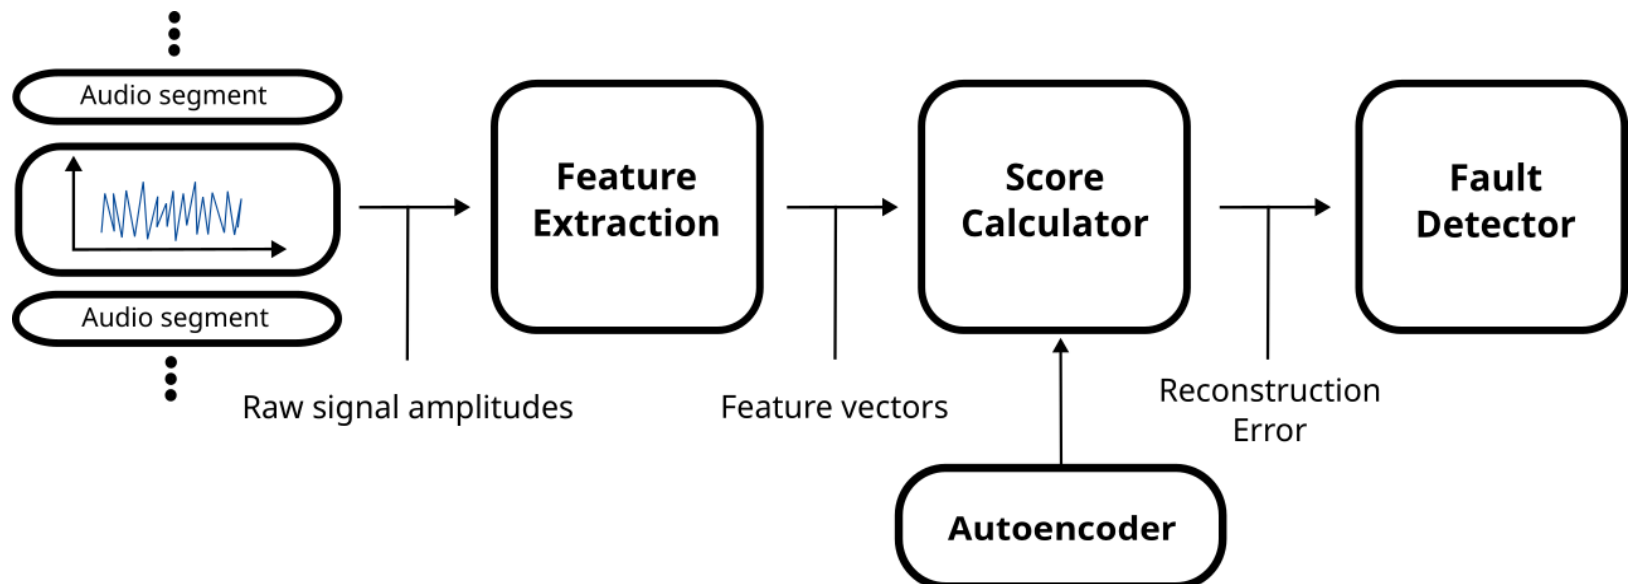 Audio segment
Audio segment
Raw signal amplitudes
Feature
Extraction
Feature vectors
Score
Calculator
Autoencoder
Reconstruction
Error
Fault
Detector